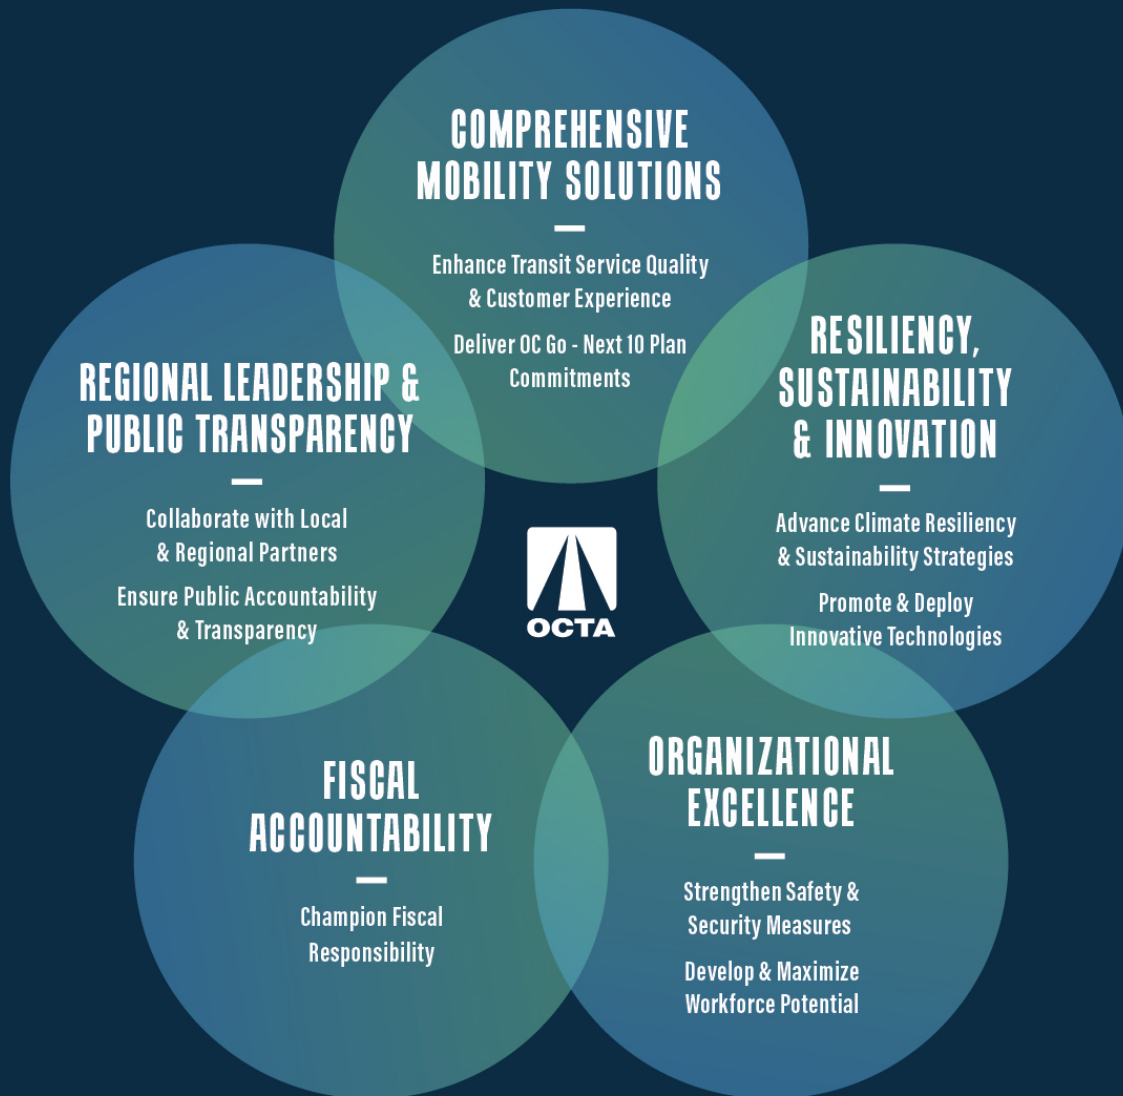 COMPREHENSIVE
MOBILITY SOLUTIONS
Enhance Transit Service Quality
& Customer Experience
Deliver OC Go - Next 10 Plan
Commitments
REGIONAL LEADERSHIP &
PUBLIC TRANSPARENCY
Collaborate with Local
& Regional Partners
Ensure Public Accountability
& Transparency
RESILIENCY,
SUSTAINABILITY
& INNOVATION
Advance Climate Resiliency
& Sustainability Strategies
Promote & Deploy
Innovative Technologies
OCTA
FISCAL
ACCOUNTABILITY
Champion Fiscal
Responsibility
ORGANIZATIONAL
EXCELLENCE
Strengthen Safety &
Security Measures
Develop & Maximize
Workforce Potential